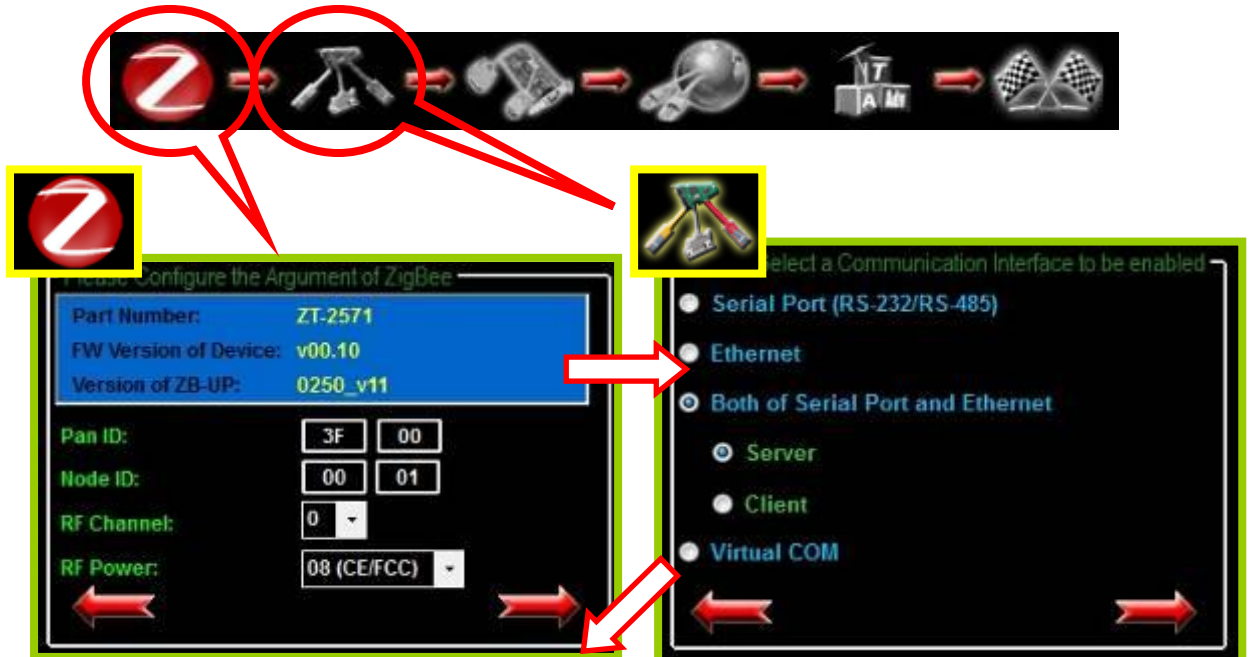 Z
T
A
Z
Please Configure the Argument of ZigBee
Part Number: ZT-2571
FW Version of Device: v00.10
Version of ZB-UP: 0250_v11
Pan ID: 3F 00
Node ID: 00 01
RF Channel: 0
RF Power: 08 (CE/FCC)
Select a Communication Interface to be enabled
Serial Port (RS-232/RS-485)
Ethernet
Both of Serial Port and Ethernet
Server
Client
Virtual COM